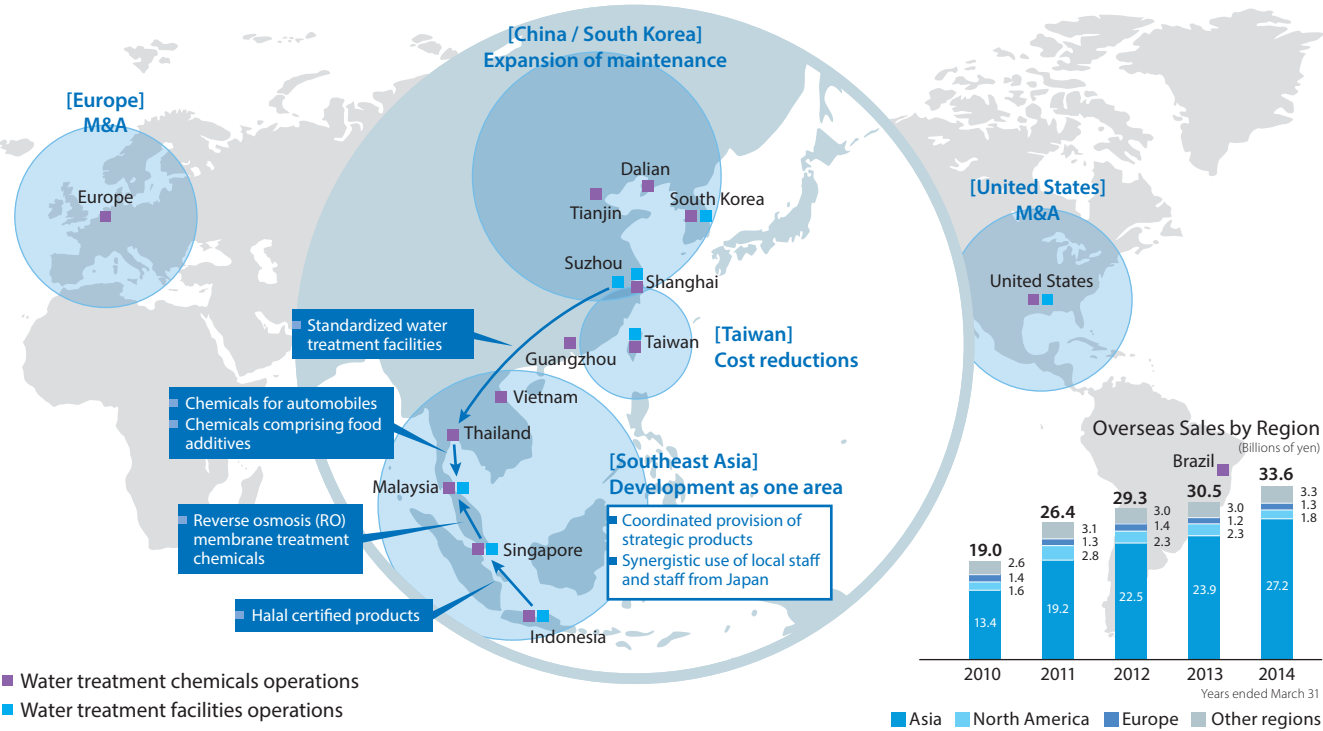 [China / South Korea]
Expansion of maintenance
[Europe]
M&A
Europe
Dalian
Tianjin
South Korea
[United States]
M&A
United States
Suzhou
Shanghai
Standardized water
treatment facilities
Guangzhou
Taiwan
[Taiwan]
Cost reductions
Chemicals for automobiles
Chemicals comprising food
additives
Vietnam
Thailand
Malaysia
[Southeast Asia]
Development as one area
Coordinated provision of
strategic products
Synergistic use of local staff
and staff from Japan
Reverse osmosis (RO)
membrane treatment
chemicals
Singapore
Halal certified products
Indonesia
Water treatment chemicals operations
Water treatment facilities operations
Overseas Sales by Region
(Billions of yen)
Brazil
19.0
2.6
1.4
1.6
13.4
26.4
3.1
1.3
2.8
19.2
29.3
3.0
1.4
2.3
22.5
30.5
3.0
1.2
2.3
23.9
33.6
3.3
1.3
1.8
27.2
2010 2011 2012 2013 2014
Years ended March 31
Asia North America Europe Other regions